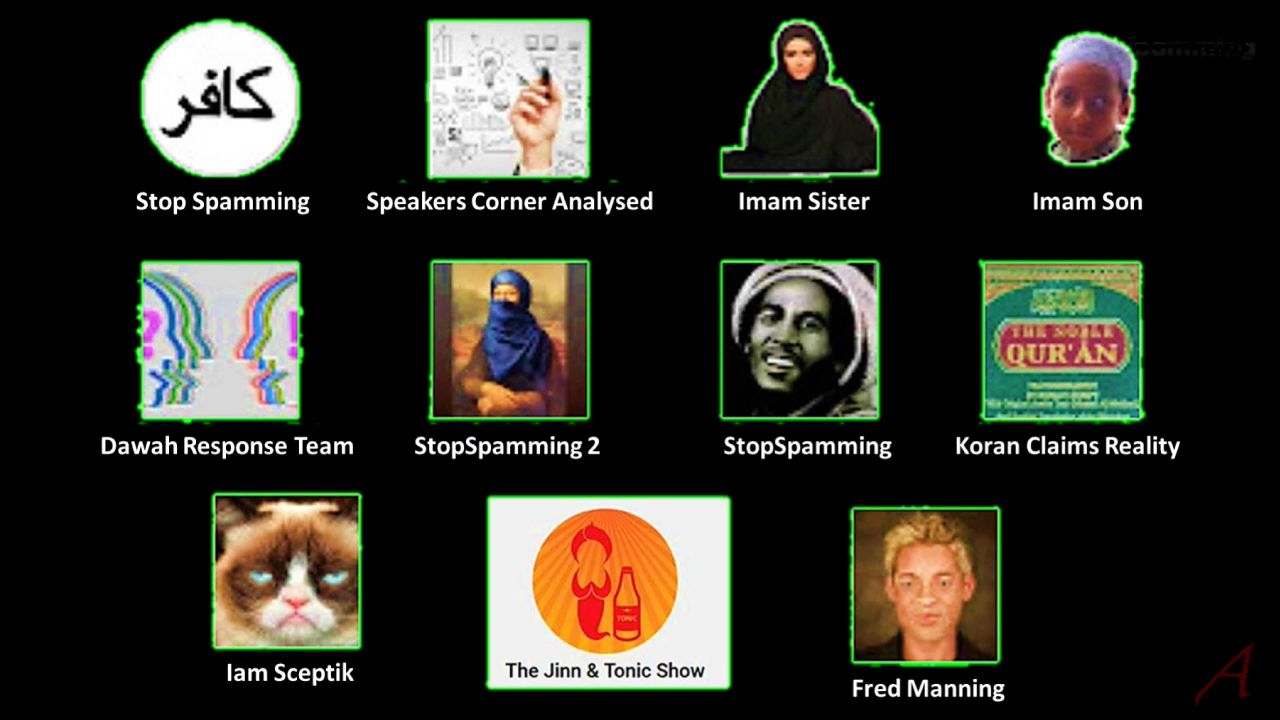 كافر
Stop Spamming
Speakers Corner Analysed
Imam Sister
Imam Son
Dawah Response Team
StopSpamming 2
StopSpamming
THE NOBLE
QUR'ÂN
Koran Claims Reality
Iam Sceptik
TONIC
The Jinn & Tonic Show
Fred Manning
A